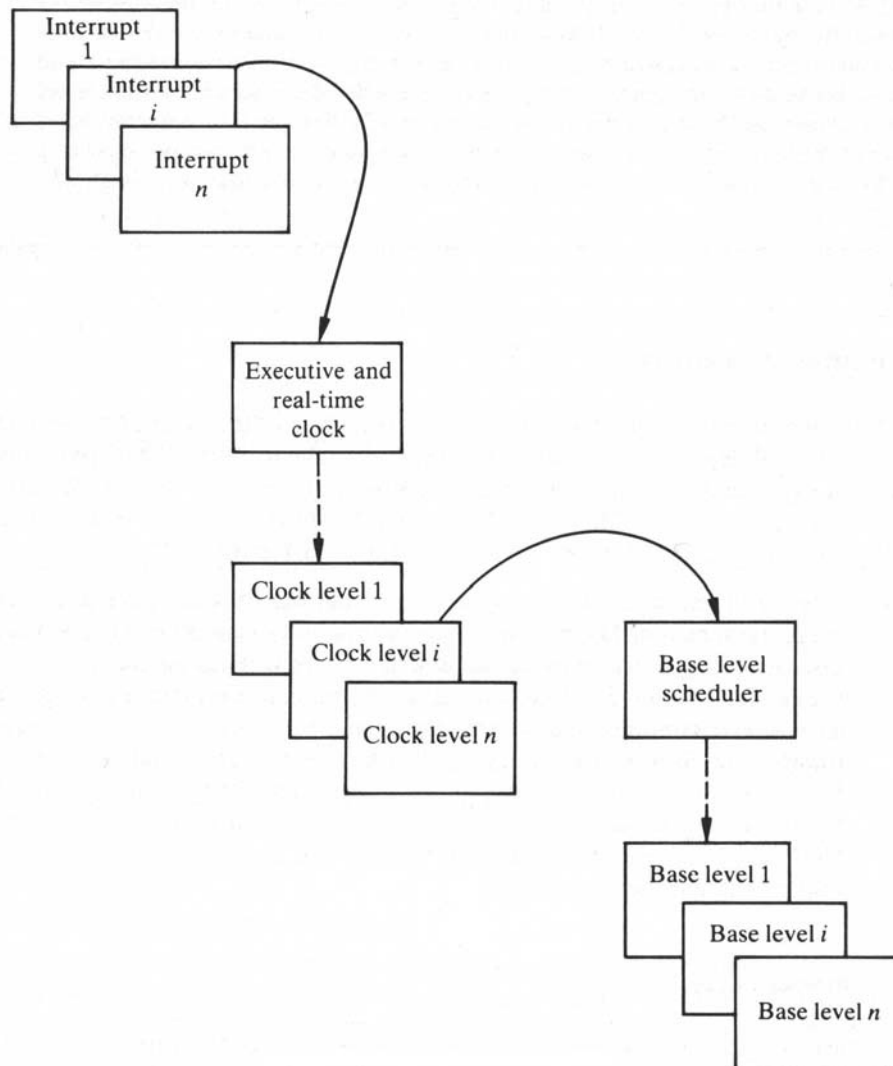 Interrupt
1
Interrupt
i
Interrupt
n
Executive and
real-time
clock
Clock level 1
Clock level i
Clock level n
Base level
scheduler
Base level 1
Base level i
Base level n